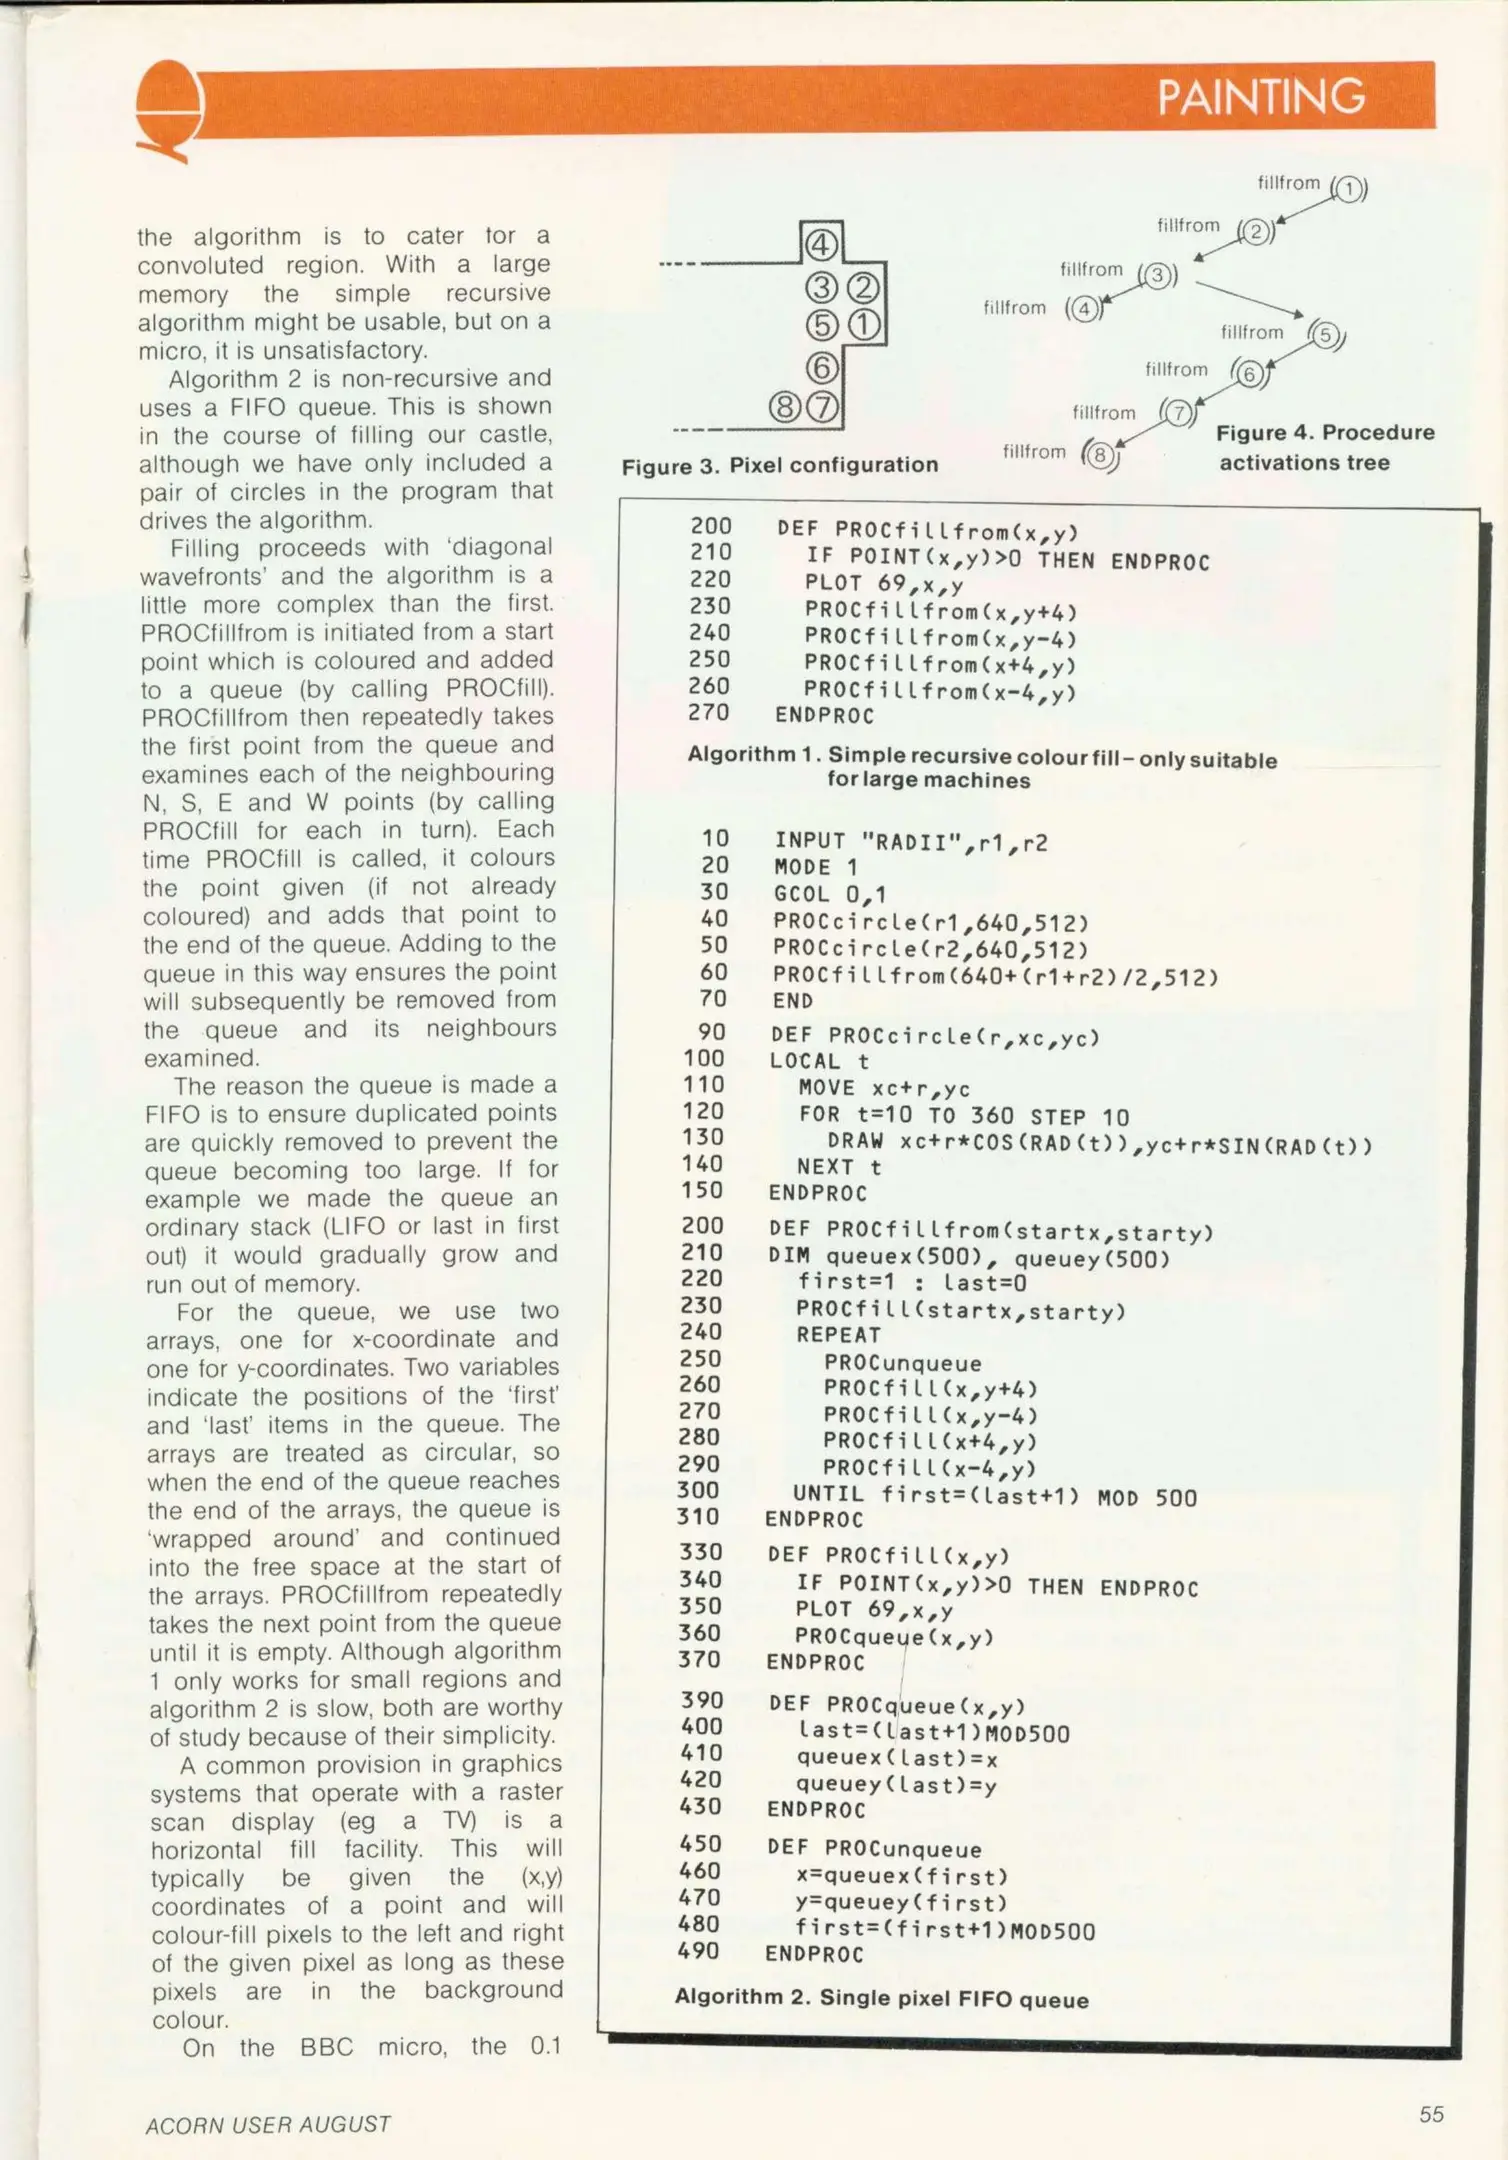 PAINTING
the algorithm is to cater for a
convoluted region. With a large
memory the simple recursive
algorithm might be usable, but on a
micro, it is unsatisfactory.
Algorithm 2 is non-recursive and
uses a FIFO queue. This is shown
in the course of filling our castle,
although we have only included a
pair of circles in the program that
drives the algorithm.
Filling proceeds with ‘diagonal
wavefronts’ and the algorithm is a
little more complex than the first.
PROCfillfrom is initiated from a start
point which is coloured and added
to a queue (by calling PROCfill).
PROCfillfrom then repeatedly takes
the first point from the queue and
examines each of the neighbouring
N, S, E and W points (by calling
PROCfill for each in turn). Each
time PROCfill is called, it colours
the point given (if not already
coloured) and adds that point to
the end of the queue. Adding to the
queue in this way ensures the point
will subsequently be removed from
the queue and its neighbours
examined.
The reason the queue is made a
FIFO is to ensure duplicated points
are quickly removed to prevent the
queue becoming too large. If for
example we made the queue an
ordinary stack (LIFO or last in first
out) it would gradually grow and
run out of memory.
For the queue, we use two
arrays, one for x-coordinate and
one for y-coordinates. Two variables
indicate the positions of the ‘first’
and ‘last’ items in the queue. The
arrays are treated as circular, so
when the end of the queue reaches
the end of the arrays, the queue is
‘wrapped around’ and continued
into the free space at the start of
the arrays. PROCfillfrom repeatedly
takes the next point from the queue
until it is empty. Although algorithm
1 only works for small regions and
algorithm 2 is slow, both are worthy
of study because of their simplicity.
A common provision in graphics
systems that operate with a raster
scan display (eg a TV) is a
horizontal fill facility. This will
typically be given the (x,y)
coordinates of a point and will
colour-fill pixels to the left and right
of the given pixel as long as these
pixels are in the background
colour.
On the BBC micro, the 0.1
④
③②
⑤①
⑥
⑧⑦
Figure 3. Pixel configuration
fillfrom (①)
fillfrom (②)
fillfrom (③)
fillfrom (④)
fillfrom (⑤)
fillfrom (⑥)
fillfrom (⑦)
fillfrom (⑧)
Figure 4. Procedure
activations tree
200 DEF PROCfillfrom(x,y)
210 IF POINT(x,y)>0 THEN ENDPROC
220 PLOT 69,x,y
230 PROCfillfrom(x,y+4)
240 PROCfillfrom(x,y-4)
250 PROCfillfrom(x+4,y)
260 PROCfillfrom(x-4,y)
270 ENDPROC
Algorithm 1. Simple recursive colour fill – only suitable
for large machines
10 INPUT "RADII",r1,r2
20 MODE 1
30 GCOL 0,1
40 PROCcircle(r1,640,512)
50 PROCcircle(r2,640,512)
60 PROCfillfrom(640+(r1+r2)/2,512)
70 END
90 DEF PROCcircle(r,xc,yc)
100 LOCAL t
110 MOVE xc+r,yc
120 FOR t=10 TO 360 STEP 10
130 DRAW xc+r*COS(RAD(t)),yc+r*SIN(RAD(t))
140 NEXT t
150 ENDPROC
200 DEF PROCfillfrom(startx,starty)
210 DIM queuex(500), queuey(500)
220 first=1 : last=0
230 PROCfill(startx,starty)
240 REPEAT
250 PROCunqueue
260 PROCfill(x,y+4)
270 PROCfill(x,y-4)
280 PROCfill(x+4,y)
290 PROCfill(x-4,y)
300 UNTIL first=(last+1) MOD 500
310 ENDPROC
330 DEF PROCfill(x,y)
340 IF POINT(x,y)>0 THEN ENDPROC
350 PLOT 69,x,y
360 PROCqueue(x,y)
370 ENDPROC
390 DEF PROCqueue(x,y)
400 last=(last+1)MOD500
410 queuex(last)=x
420 queuey(last)=y
430 ENDPROC
450 DEF PROCunqueue
460 x=queuex(first)
470 y=queuey(first)
480 first=(first+1)MOD500
490 ENDPROC
Algorithm 2. Single pixel FIFO queue
ACORN USER AUGUST
55